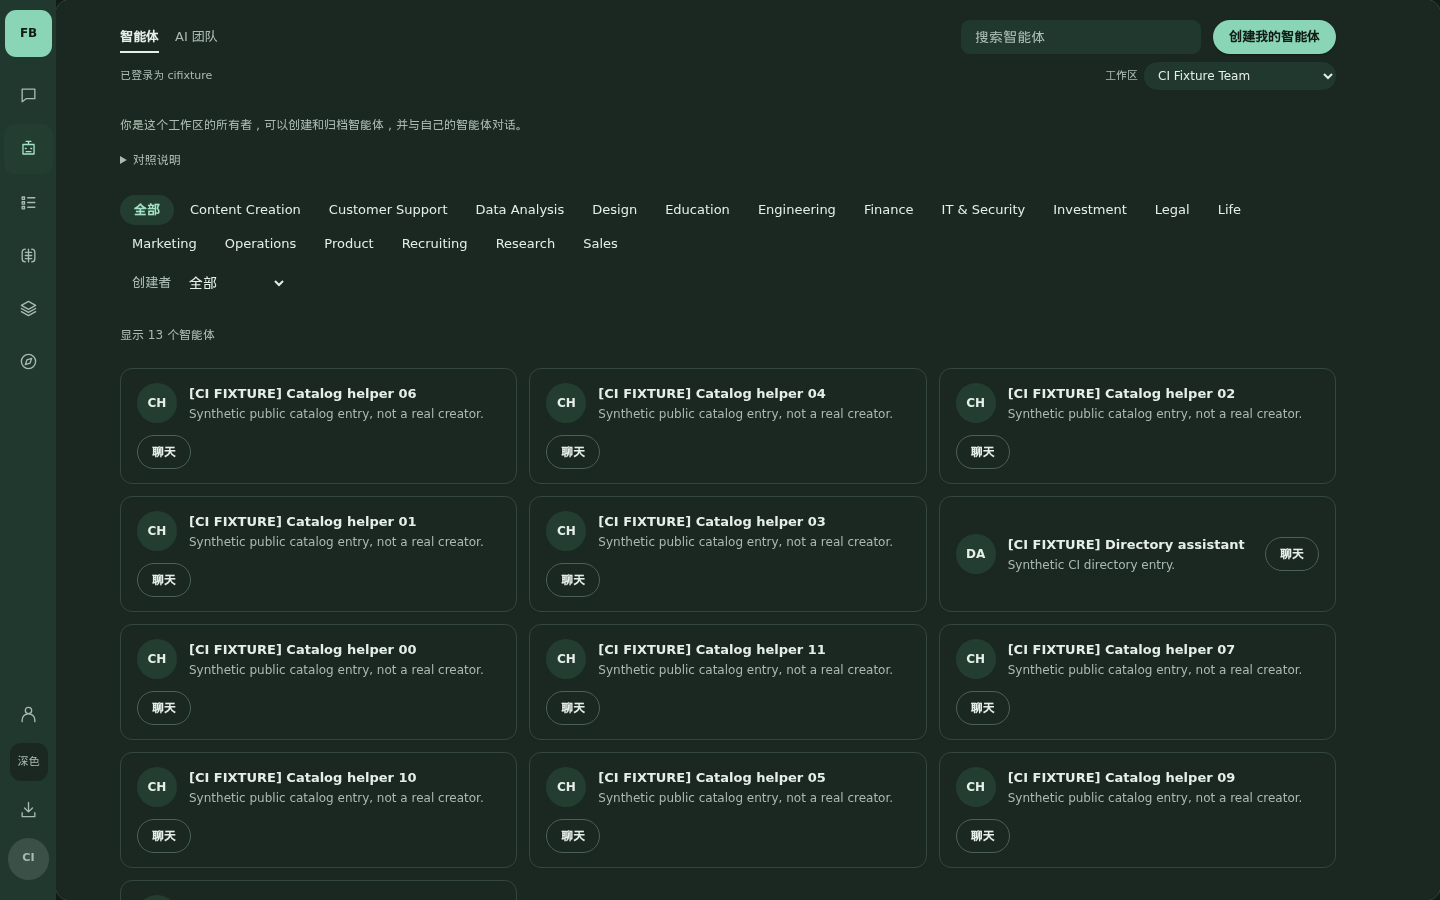 FB
智能体 AI 团队
搜索智能体
创建我的智能体
已登录为 cifixture
工作区 CI Fixture Team
你是这个工作区的所有者，可以创建和归档智能体，并与自己的智能体对话。
对照说明
全部 Content Creation Customer Support Data Analysis Design Education Engineering Finance IT & Security Investment Legal Life
Marketing Operations Product Recruiting Research Sales
创建者 全部
显示 13 个智能体
CH
[CI FIXTURE] Catalog helper 06
Synthetic public catalog entry, not a real creator.
聊天
CH
[CI FIXTURE] Catalog helper 04
Synthetic public catalog entry, not a real creator.
聊天
CH
[CI FIXTURE] Catalog helper 02
Synthetic public catalog entry, not a real creator.
聊天
CH
[CI FIXTURE] Catalog helper 01
Synthetic public catalog entry, not a real creator.
聊天
CH
[CI FIXTURE] Catalog helper 03
Synthetic public catalog entry, not a real creator.
聊天
DA
[CI FIXTURE] Directory assistant
Synthetic CI directory entry.
聊天
CH
[CI FIXTURE] Catalog helper 00
Synthetic public catalog entry, not a real creator.
聊天
CH
[CI FIXTURE] Catalog helper 11
Synthetic public catalog entry, not a real creator.
聊天
CH
[CI FIXTURE] Catalog helper 07
Synthetic public catalog entry, not a real creator.
聊天
CH
[CI FIXTURE] Catalog helper 10
Synthetic public catalog entry, not a real creator.
聊天
CH
[CI FIXTURE] Catalog helper 05
Synthetic public catalog entry, not a real creator.
聊天
CH
[CI FIXTURE] Catalog helper 09
Synthetic public catalog entry, not a real creator.
聊天
深色
CI